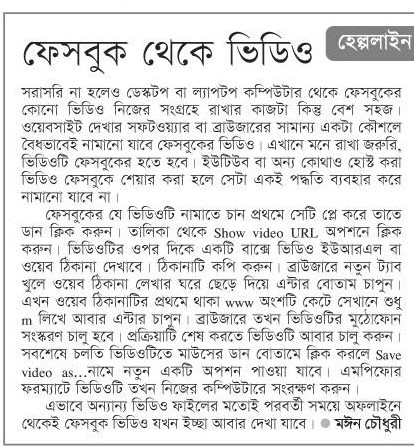 ফেসবুক থেকে ভিডিও
হেল্পলাইন
সরাসরি না হলেও ডেস্কটপ বা ল্যাপটপ কম্পিউটার থেকে ফেসবুকের
কোনো ভিডিও নিজের সংগ্রহে রাখার কাজটা কিন্তু বেশ সহজ।
ওয়েবসাইট দেখার সফটওয়্যার বা ব্রাউজারের সামান্য একটা কৌশলে
বৈধভাবেই নামানো যাবে ফেসবুকের ভিডিও। এখানে মনে রাখা জরুরি,
ভিডিওটি ফেসবুকের হতে হবে। ইউটিউব বা অন্য কোথাও হোস্ট করা
ভিডিও ফেসবুকে শেয়ার করা হলে সেটা একই পদ্ধতি ব্যবহার করে
নামানো যাবে না।
ফেসবুকের যে ভিডিওটি নামাতে চান প্রথমে সেটি প্লে করে তাতে
ডান ক্লিক করুন। তালিকা থেকে Show video URL অপশনে ক্লিক
করুন। ভিডিওটির ওপর দিকে একটি বাক্সে ভিডিও ইউআরএল বা
ওয়েব ঠিকানা দেখাবে। ঠিকানাটি কপি করুন। ব্রাউজারে নতুন ট্যাব
খুলে ওয়েব ঠিকানা লেখার ঘরে ছেড়ে দিয়ে এন্টার বোতাম চাপুন।
এখন ওয়েব ঠিকানাটির প্রথমে থাকা www অংশটি কেটে সেখানে শুধু
m লিখে আবার এন্টার চাপুন। ব্রাউজারে তখন ভিডিওটির মুঠোফোন
সংস্করণ চালু হবে। প্রক্রিয়াটি শেষ করতে ভিডিওটি আবার চালু করুন।
সবশেষে চলতি ভিডিওটিতে মাউসের ডান বোতামে ক্লিক করলে Save
video as...নামে নতুন একটি অপশন পাওয়া যাবে। এমপিফোর
ফরম্যাটে ভিডিওটি তখন নিজের কম্পিউটারে সংরক্ষণ করুন।
এভাবে অন্যান্য ভিডিও ফাইলের মতোই পরবর্তী সময়ে অফলাইনে
থেকেই ফেসবুক ভিডিও যখন ইচ্ছা আবার দেখা যাবে। ● মঈন চৌধুরী